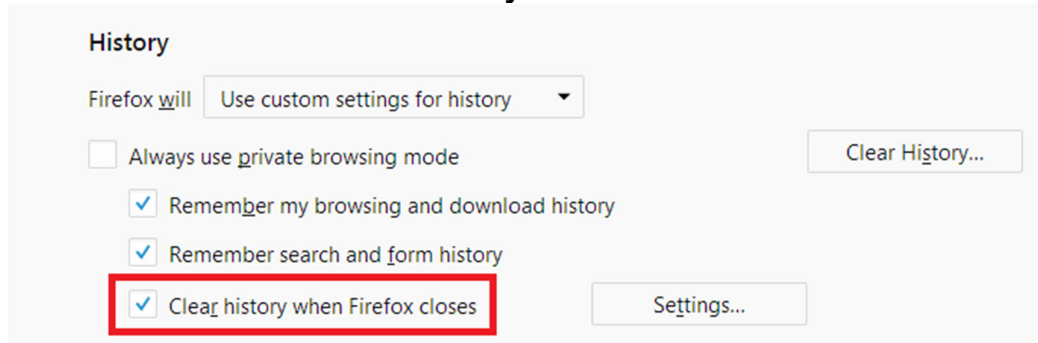 History
Firefox will Use custom settings for history
Always use private browsing mode
Clear History...
Remember my browsing and download history
Remember search and form history
Clear history when Firefox closes
Settings...